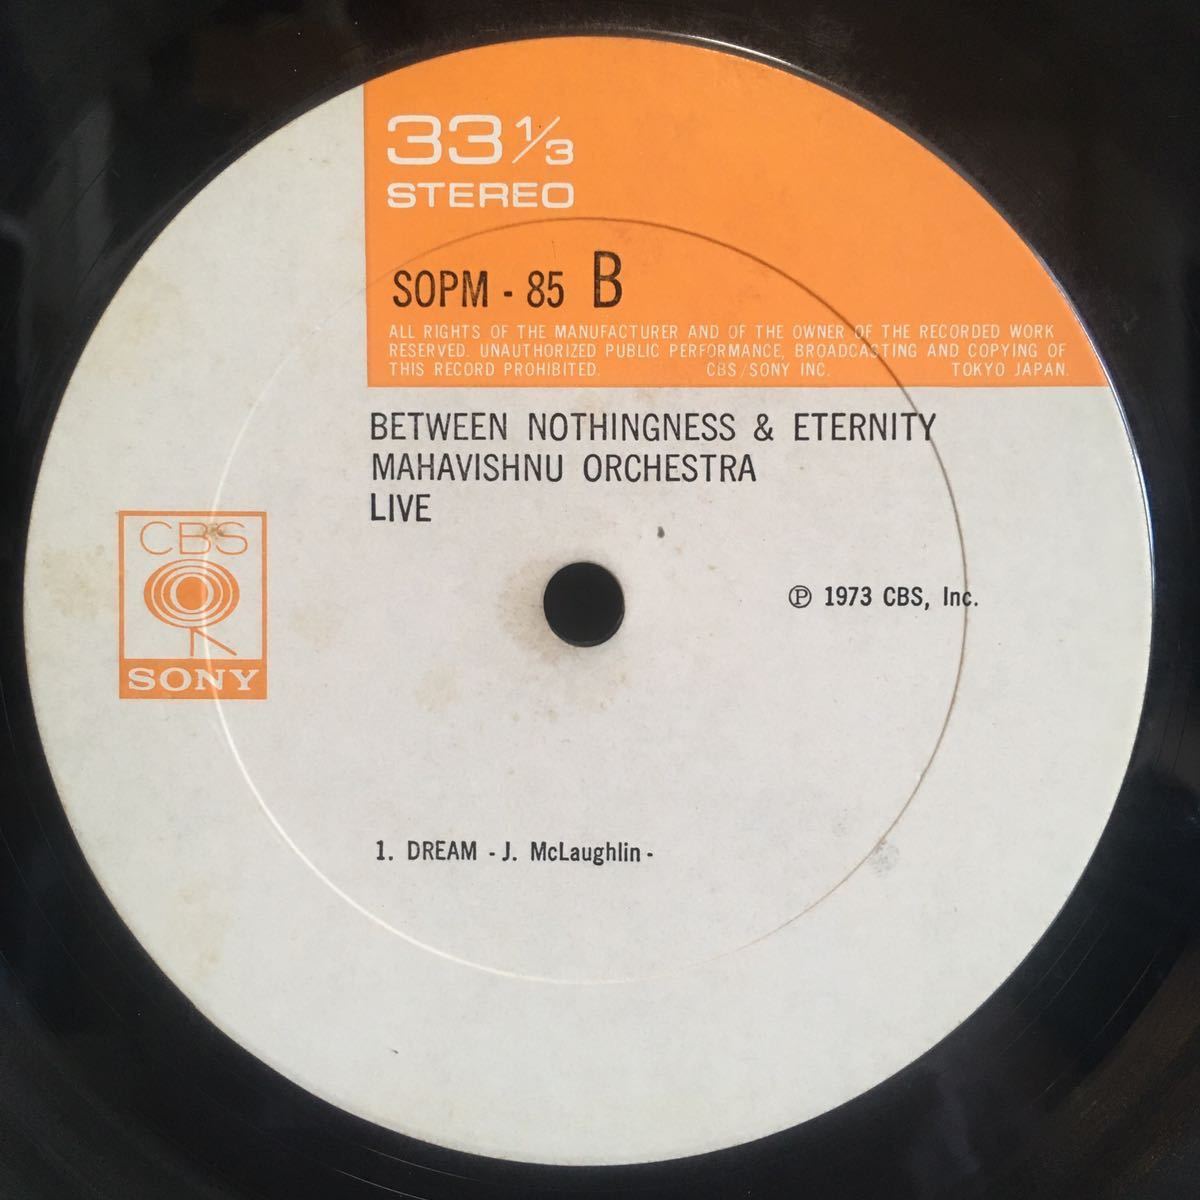 33 1/3
STEREO
SOPM - 85 B
ALL RIGHTS OF THE MANUFACTURER AND OF THE OWNER OF THE RECORDED WORK
RESERVED. UNAUTHORIZED PUBLIC PERFORMANCE, BROADCASTING AND COPYING OF
THIS RECORD PROHIBITED. CBS/SONY INC. TOKYO JAPAN.
BETWEEN NOTHINGNESS & ETERNITY
MAHAVISHNU ORCHESTRA
LIVE
CBS
SONY
℗ 1973 CBS, Inc.
1. DREAM - J. McLaughlin -